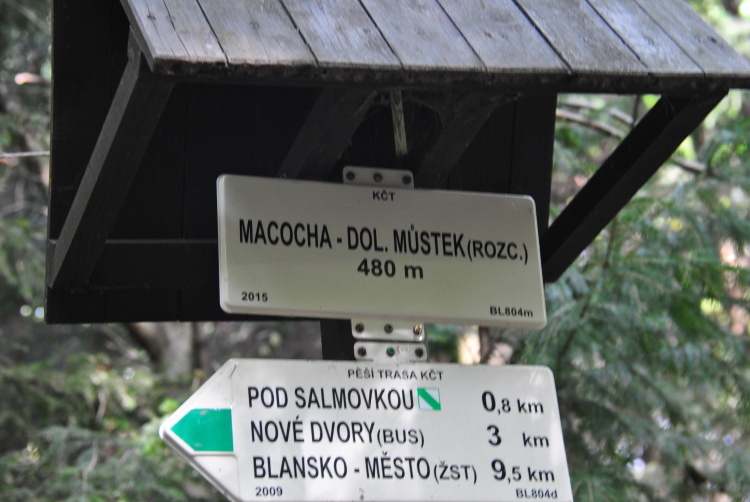 KČT
MACOCHA - DOL. MŮSTEK (ROZC.)
480 m
2015 BL804m
PĚŠÍ TRASA KČT
POD SALMOVKOU 0,8 km
NOVÉ DVORY (BUS) 3 km
BLANSKO - MĚSTO (ŽST) 9,5 km
2009 BL804d